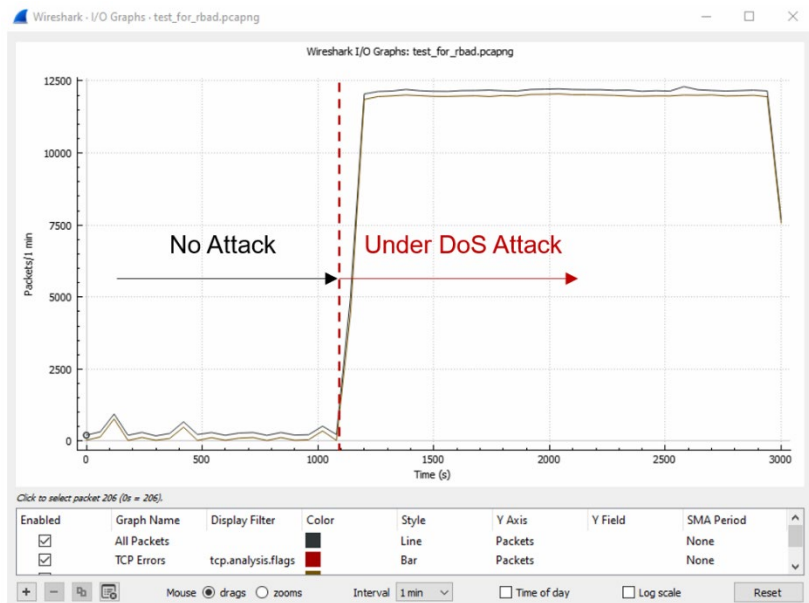 Wireshark · I/O Graphs · test_for_rbad.pcapng
Wireshark I/O Graphs: test_for_rbad.pcapng
12500
10000
7500
5000
2500
0
Packets/1 min
No Attack
Under DoS Attack
0 500 1000 1500 2000 2500 3000
Time (s)
Click to select packet 206 (0s = 206).
Enabled Graph Name Display Filter Color Style Y Axis Y Field SMA Period
All Packets Line Packets None
TCP Errors tcp.analysis.flags Bar Packets None
Mouse drags zooms Interval 1 min Time of day Log scale Reset